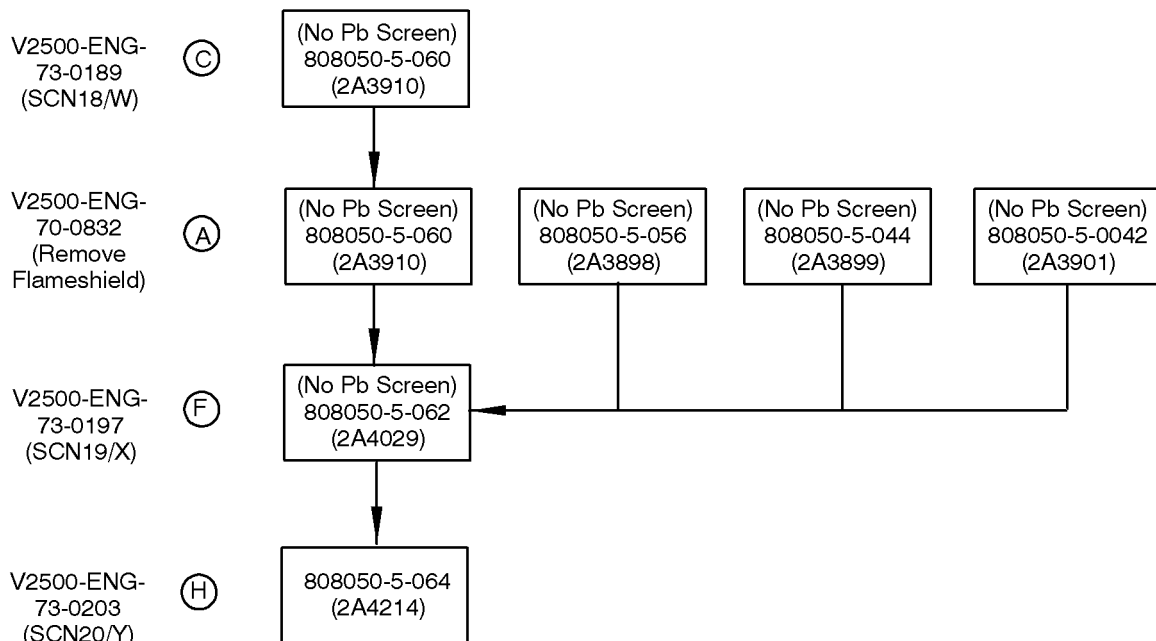 V2500-ENG-
73-0189
(SCN18/W)
C
(No Pb Screen)
808050-5-060
(2A3910)
V2500-ENG-
70-0832
(Remove
Flameshield)
A
(No Pb Screen)
808050-5-060
(2A3910)
(No Pb Screen)
808050-5-056
(2A3898)
(No Pb Screen)
808050-5-044
(2A3899)
(No Pb Screen)
808050-5-0042
(2A3901)
V2500-ENG-
73-0197
(SCN19/X)
F
(No Pb Screen)
808050-5-062
(2A4029)
V2500-ENG-
73-0203
(SCN20/Y)
H
808050-5-064
(2A4214)